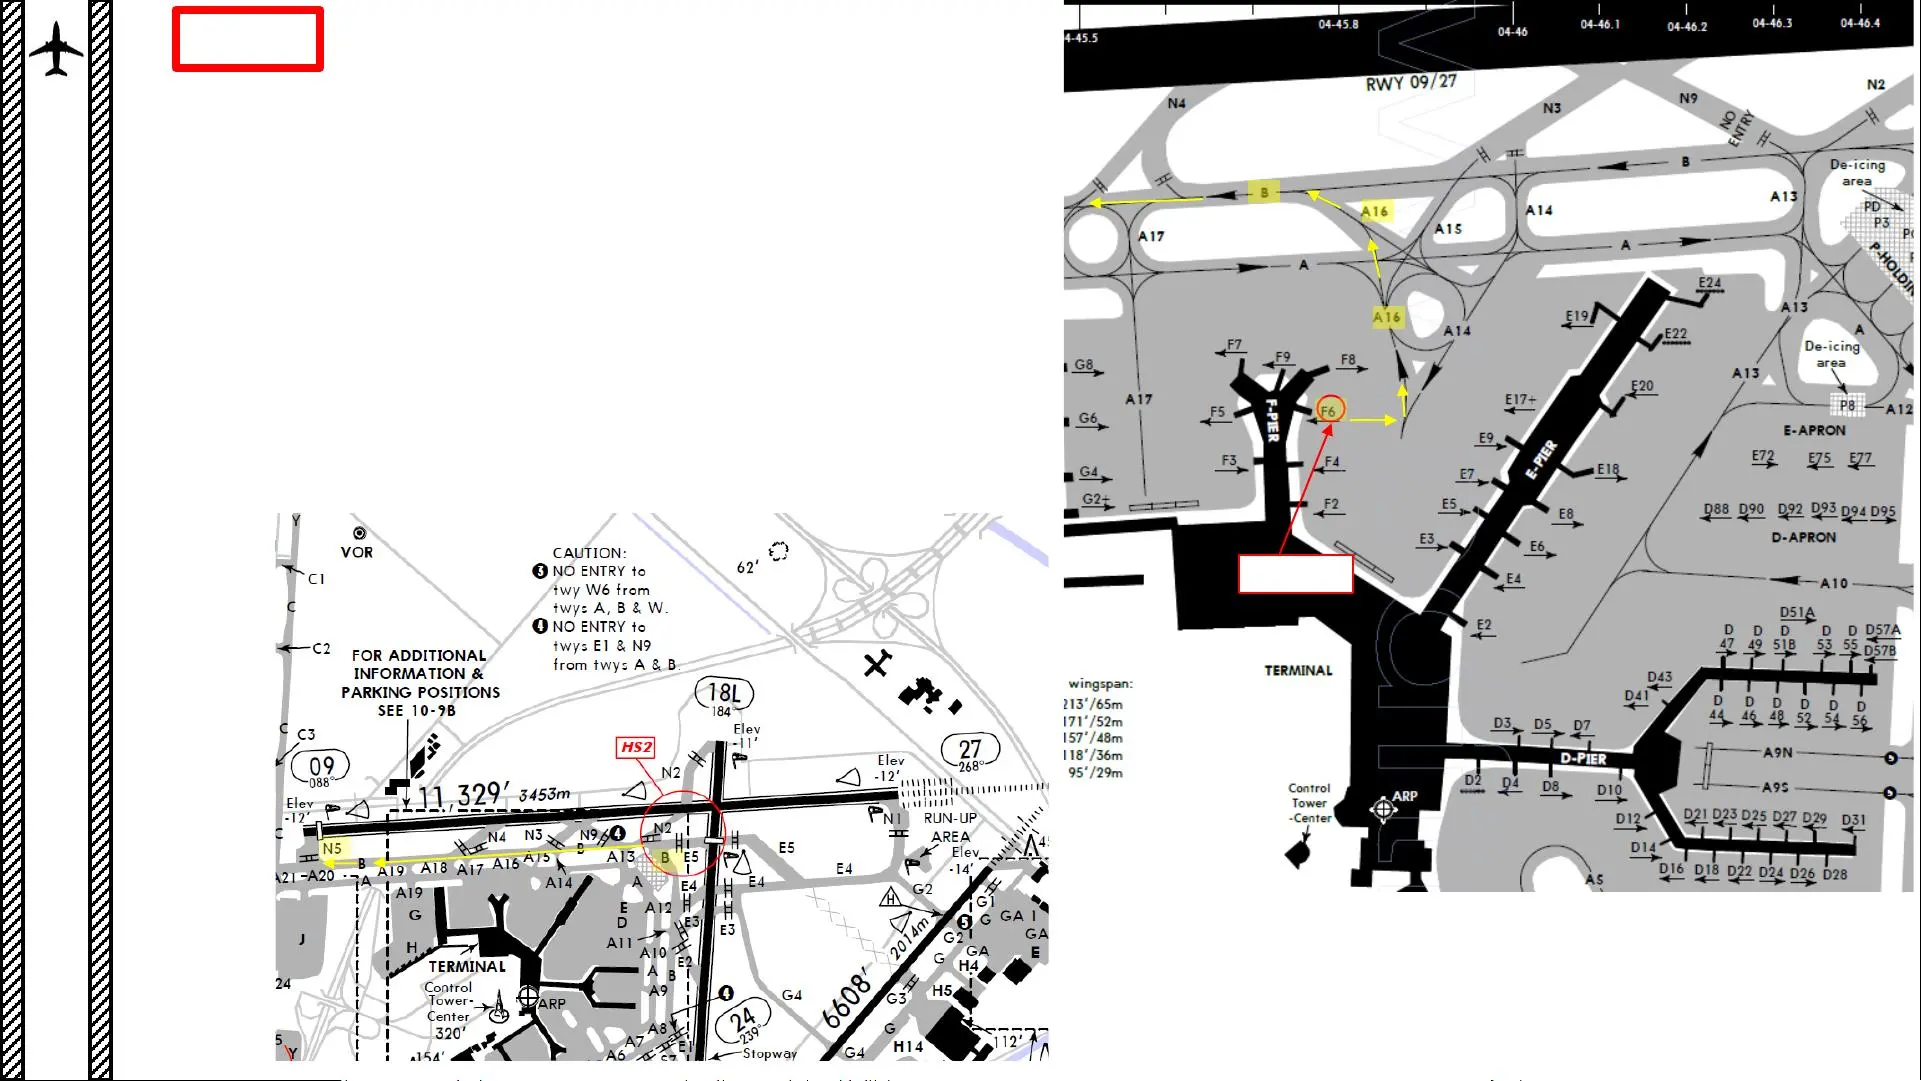 VOR
C1
C
C2
C
C3
C
Y
62'
CAUTION:
3 NO ENTRY to
twy W6 from
twys A, B & W.
4 NO ENTRY to
twys E1 & N9
from twys A & B.
FOR ADDITIONAL
INFORMATION &
PARKING POSITIONS
SEE 10-9B
18L
184°
Elev
-11'
HS2
N2
27
268°
Elev
-12'
09
088°
Elev
-12'
11,329' 3453m
N5
N4
N3
N9
4
N2
B
E5
E5
N1
RUN-UP
AREA
Elev
-14'
A21
A20
B
A
A19
A18
A17
A16
A15
A14
B
A13
A
E4
E4
E4
G2
A19
G
H
J
E
D
A12
A11
A10
A
B
A9
A8
A7
A6
E3
E3
E2
E1
G1
G
GA 1
GA
G2
GA
E
G
H4
H5
G3
G
G4
G4
H14
112'
5
4
24
239°
Stopway
6608' 2014m
TERMINAL
Control
Tower-
Center
320'
ARP
154'
24
Y
04-45.5
04-45.8
04-46
04-46.1
04-46.2
04-46.3
04-46.4
RWY 09/27
N4
N3
N9
N2
NO
ENTRY
B
B
A16
A15
A14
A13
A17
A
A
De-icing
area
PD
P3
P-HOLDIN
A16
A14
A13
A
De-icing
area
P8
A12
A13
A17
E24
E19
E22
E20
E17+
E9
E18
E7
E5
E8
E3
E6
E4
E2
E-PIER
F7
F9
F8
F5
F6
F3
F4
F2
F-PIER
G8
G6
G4
G2+
E-APRON
E72
E75
E77
D88
D90
D92
D93
D94
D95
D-APRON
A10
D51A
D
47
D
49
D
51B
D
53
D
55
D57A
D57B
D43
D41
D
44
D
46
D
48
D
52
D
54
D
56
TERMINAL
wingspan:
213'/65m
171'/52m
157'/48m
118'/36m
95'/29m
D3
D5
D7
D-PIER
D2
D4
D8
D10
A9N
A9S
5
5
Control
Tower
-Center
ARP
D12
D14
D21
D23
D25
D27
D29
D31
D16
D18
D22
D24
D26
D28
A5